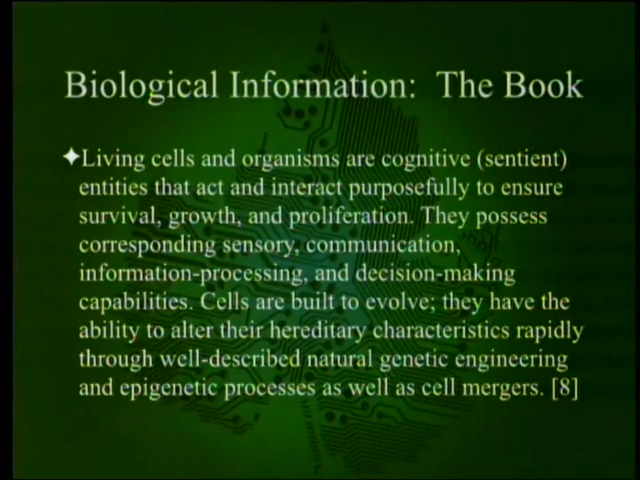 Biological Information: The Book
✦Living cells and organisms are cognitive (sentient)
entities that act and interact purposefully to ensure
survival, growth, and proliferation. They possess
corresponding sensory, communication,
information-processing, and decision-making
capabilities. Cells are built to evolve; they have the
ability to alter their hereditary characteristics rapidly
through well-described natural genetic engineering
and epigenetic processes as well as cell mergers. [8]